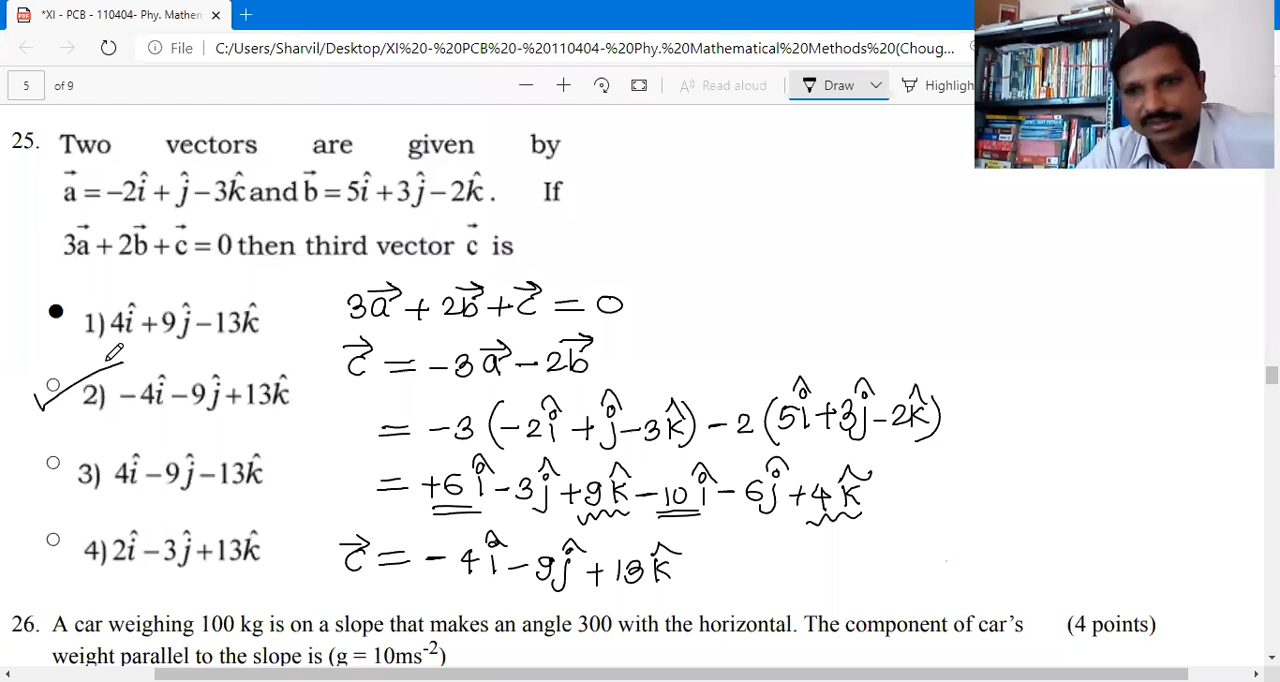 *XI - PCB - 110404 - Phy. Mather
File
C:/Users/Sharvil/Desktop/XI%20-%20PCB%20-%20110404-%20Phy.%20Mathematical%20Methods%20(Choug...
5 of 9
Read aloud
Draw
Highligh
25. Two vectors are given by
a⃗ = −2î + ĵ − 3k̂ and b⃗ = 5î + 3ĵ − 2k̂. If
3a⃗ + 2b⃗ + c⃗ = 0 then third vector c⃗ is
1) 4î + 9ĵ − 13k̂
2) −4î − 9ĵ + 13k̂
3) 4î − 9ĵ − 13k̂
4) 2î − 3ĵ + 13k̂
3a⃗ + 2b⃗ + c⃗ = 0
c⃗ = −3a⃗ − 2b⃗
= −3 (−2î + ĵ − 3k̂) − 2 (5î + 3ĵ − 2k̂)
= +6î − 3ĵ + 9k̂ − 10î − 6ĵ + 4k̂
c⃗ = −4î − 9ĵ + 13k̂
26. A car weighing 100 kg is on a slope that makes an angle 300 with the horizontal. The component of car's (4 points)
weight parallel to the slope is (g = 10ms⁻²)